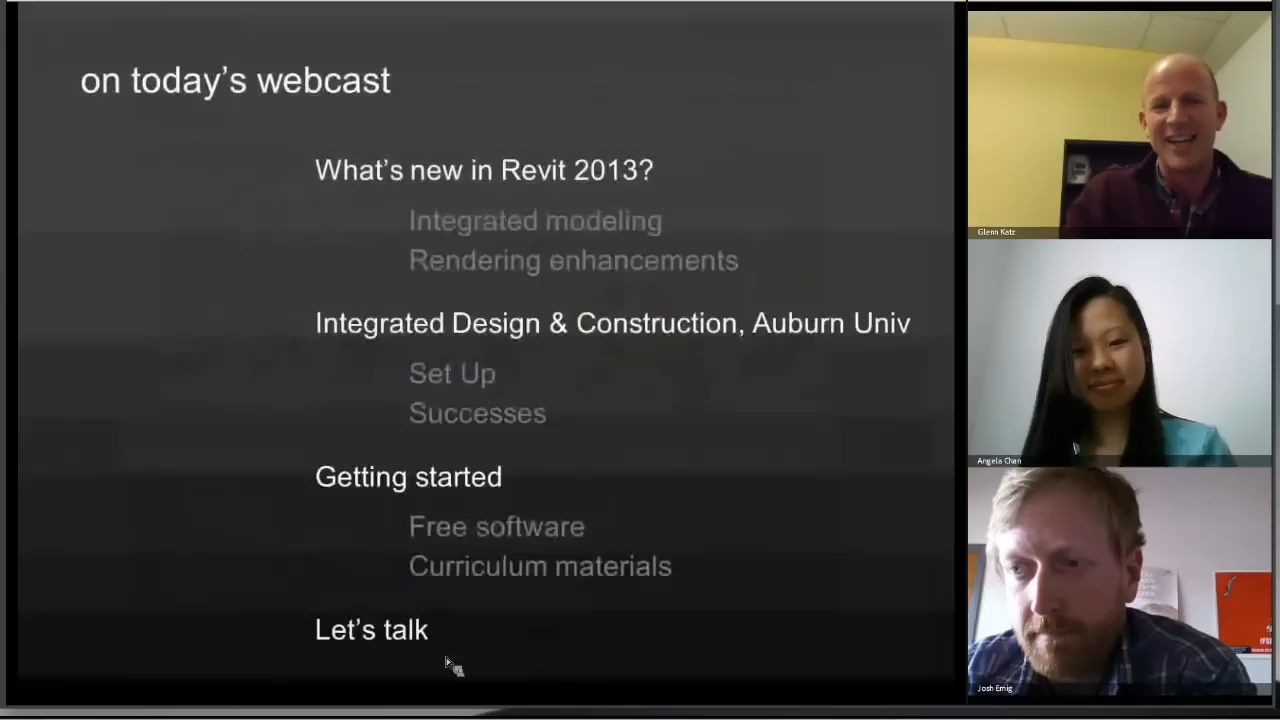 on today's webcast
What's new in Revit 2013?
Integrated modeling
Rendering enhancements
Integrated Design & Construction, Auburn Univ
Set Up
Successes
Getting started
Free software
Curriculum materials
Let's talk
Glenn Katz
Angela Chan
Josh Emig